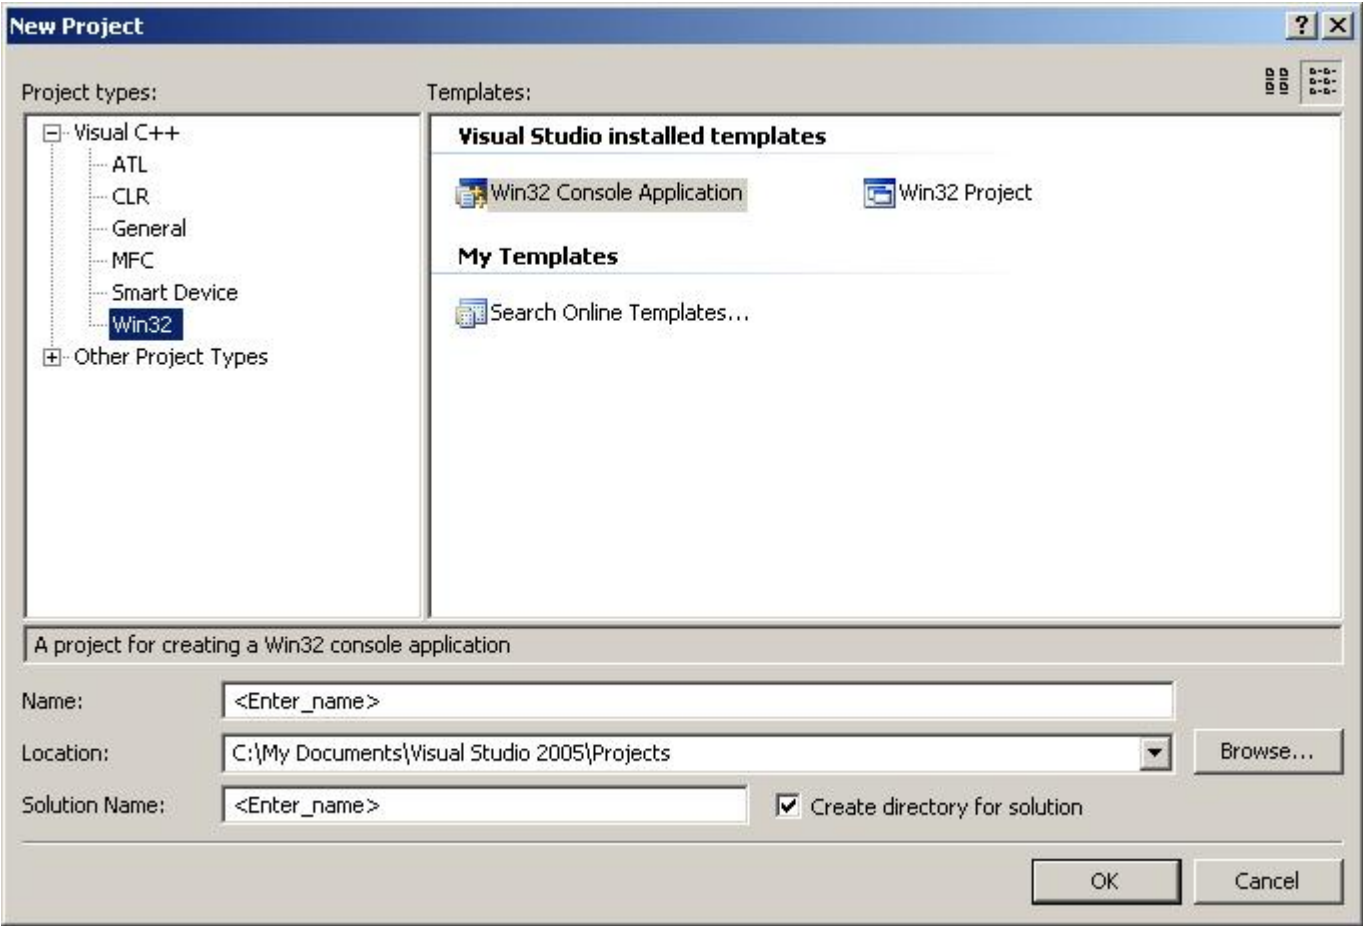 New Project
Project types:
Templates:
Visual C++
ATL
CLR
General
MFC
Smart Device
Win32
Other Project Types
Visual Studio installed templates
Win32 Console Application
Win32 Project
My Templates
Search Online Templates...
A project for creating a Win32 console application
Name:
<Enter_name>
Location:
C:\My Documents\Visual Studio 2005\Projects
Browse...
Solution Name:
<Enter_name>
Create directory for solution
OK
Cancel